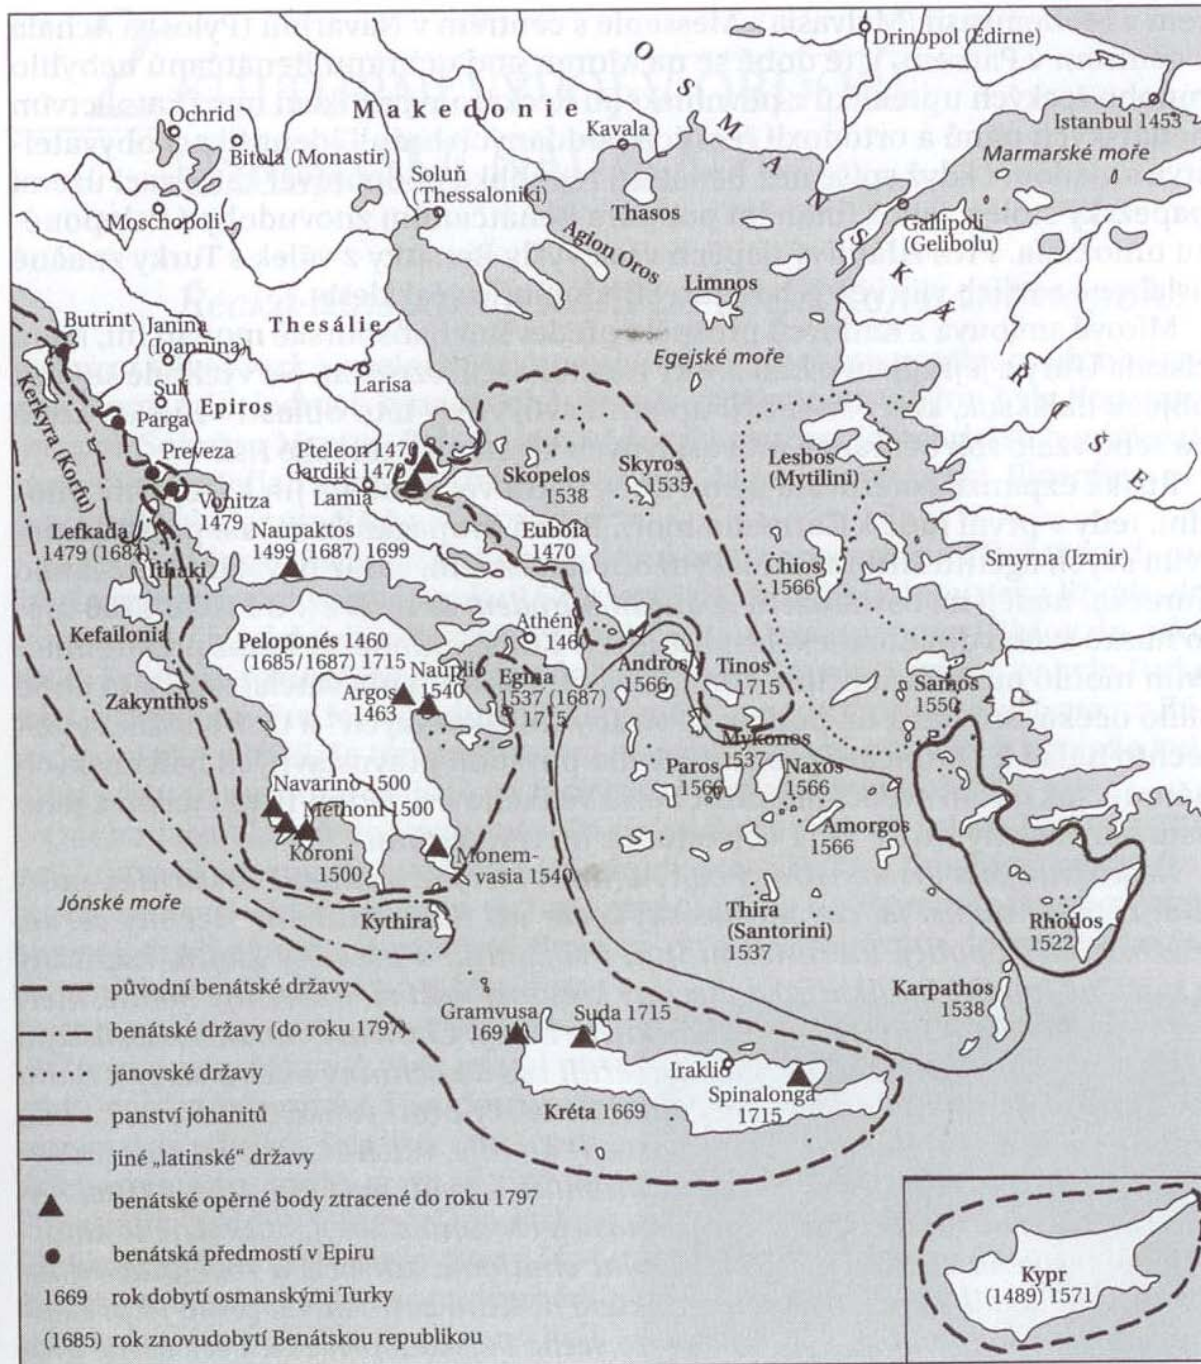 Drinopol (Edirne)
Istanbul 1453
Marmarské moře
O S M A N S K Á Ř Í Š E
Makedonie
Ochrid
Bitola (Monastir)
Moschopoli
Kavala
Soluň
(Thessaloniki)
Thasos
Gallipoli
(Gelibolu)
Agion Oros
Limnos
Egejské moře
Butrint
Janina
(Ioannina)
Thesálie
Larisa
Suli
Epiros
Kerkyra (Korfu)
Parga
Preveza
Vonitza
1479
Pteleon 1470
Gardiki 1470
Lamia
Skopelos
1538
Skyros
1535
Lesbos
(Mytilini)
Lefkada
1479 (1684)
Naupaktos
1499 (1687) 1699
Euboia
1470
Chios
1566
Smyrna (Izmir)
Ithaki
Kefallonia
Zakynthos
Peloponés 1460
(1685/1687) 1715
Athény
1460
Nauplio
1540
Argos
1463
Egina
1537 (1687)
1715
Andros
1566
Tinos
1715
Samos
1550
Mykonos
1537
Paros
1566
Naxos
1566
Amorgos
1566
Navarino 1500
Methoni 1500
Koroni
1500
Monem-
vasia 1540
Jónské moře
Kythira
Thira
(Santorini)
1537
Rhodos
1522
Karpathos
1538
Gramvusa
1691
Suda 1715
Iraklio
Spinalonga
1715
Kréta 1669
Kypr
(1489) 1571
původní benátské državy
benátské državy (do roku 1797)
janovské državy
panství johanitů
jiné „latinské“ državy
benátské opěrné body ztracené do roku 1797
benátská předmostí v Epiru
1669 rok dobytí osmanskými Turky
(1685) rok znovudobytí Benátskou republikou